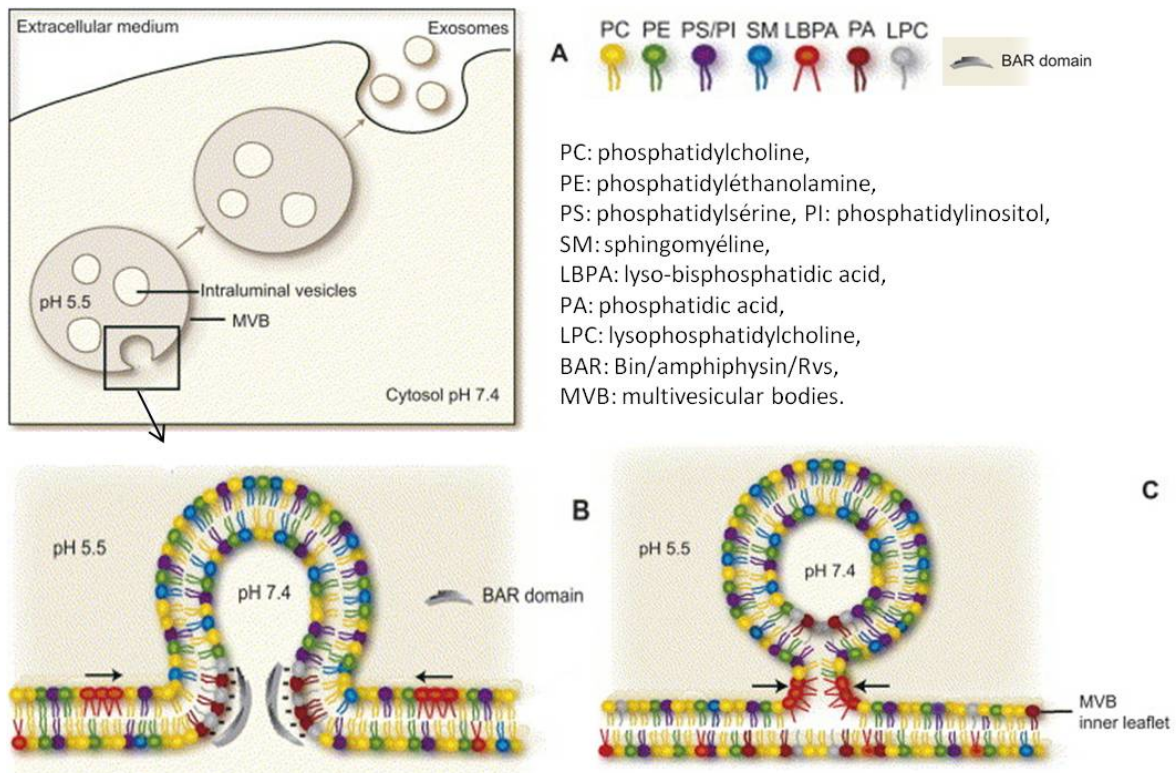 Extracellular medium
Exosomes
pH 5.5
Intraluminal vesicles
MVB
Cytosol pH 7.4
A
PC PE PS/PI SM LBPA PA LPC
BAR domain
PC: phosphatidylcholine,
PE: phosphatidyléthanolamine,
PS: phosphatidylsérine, PI: phosphatidylinositol,
SM: sphingomyéline,
LBPA: lyso-bisphosphatidic acid,
PA: phosphatidic acid,
LPC: lysophosphatidylcholine,
BAR: Bin/amphiphysin/Rvs,
MVB: multivesicular bodies.
B
pH 5.5
pH 7.4
BAR domain
C
pH 5.5
pH 7.4
MVB
inner leaflet